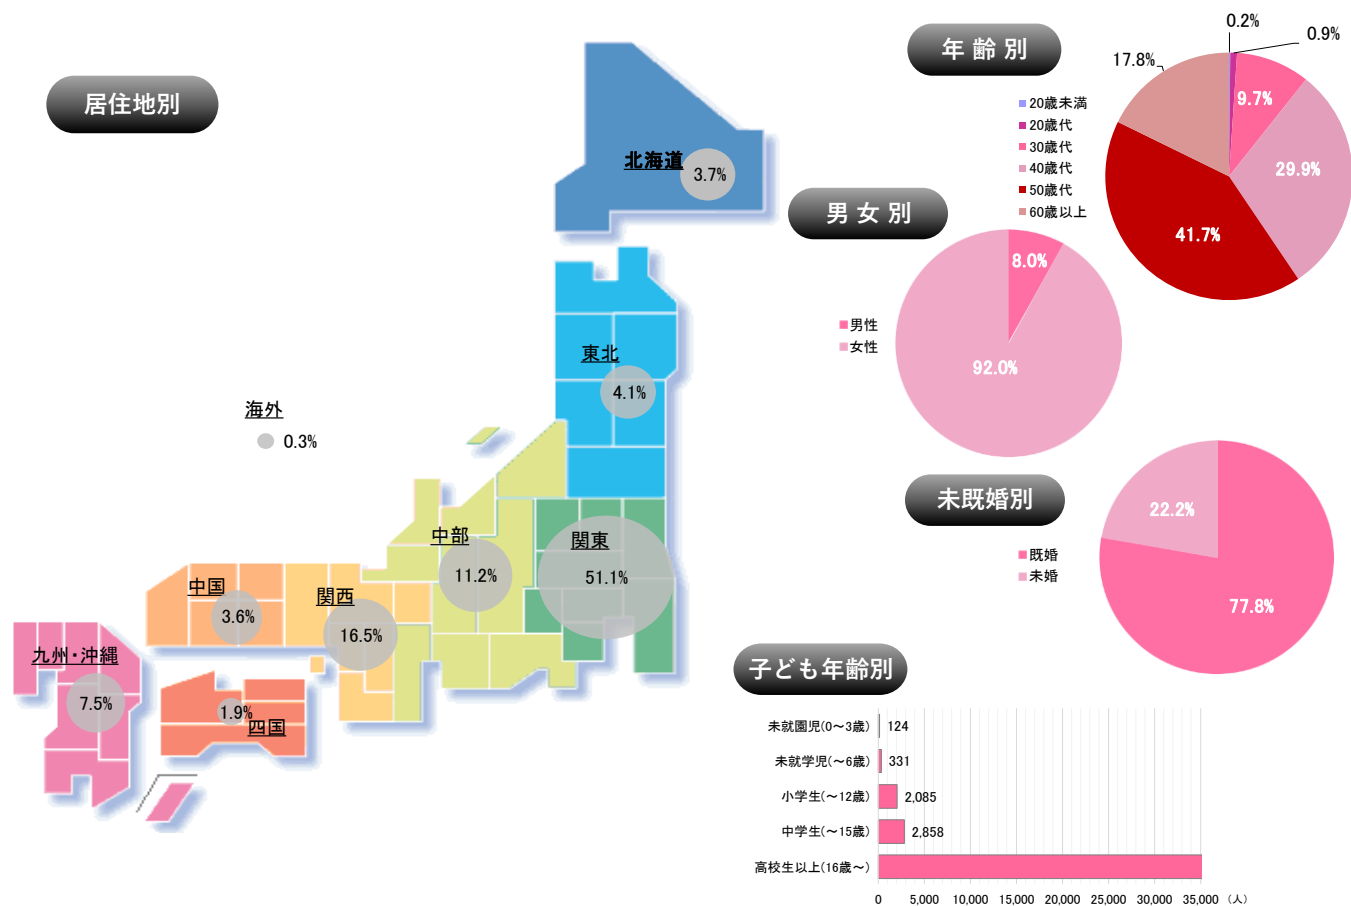 居住地別
北海道
3.7%
東北
4.1%
海外
0.3%
中部
11.2%
関東
51.1%
中国
3.6%
関西
16.5%
九州・沖縄
7.5%
1.9%
四国
年齢別
20歳未満
20歳代
30歳代
40歳代
50歳代
60歳以上
0.2%
0.9%
17.8%
9.7%
29.9%
41.7%
男女別
男性
女性
8.0%
92.0%
未既婚別
既婚
未婚
22.2%
77.8%
子ども年齢別
未就園児(0～3歳) 124
未就学児(～6歳) 331
小学生(～12歳) 2,085
中学生(～15歳) 2,858
高校生以上(16歳～)
0 5,000 10,000 15,000 20,000 25,000 30,000 35,000 （人）